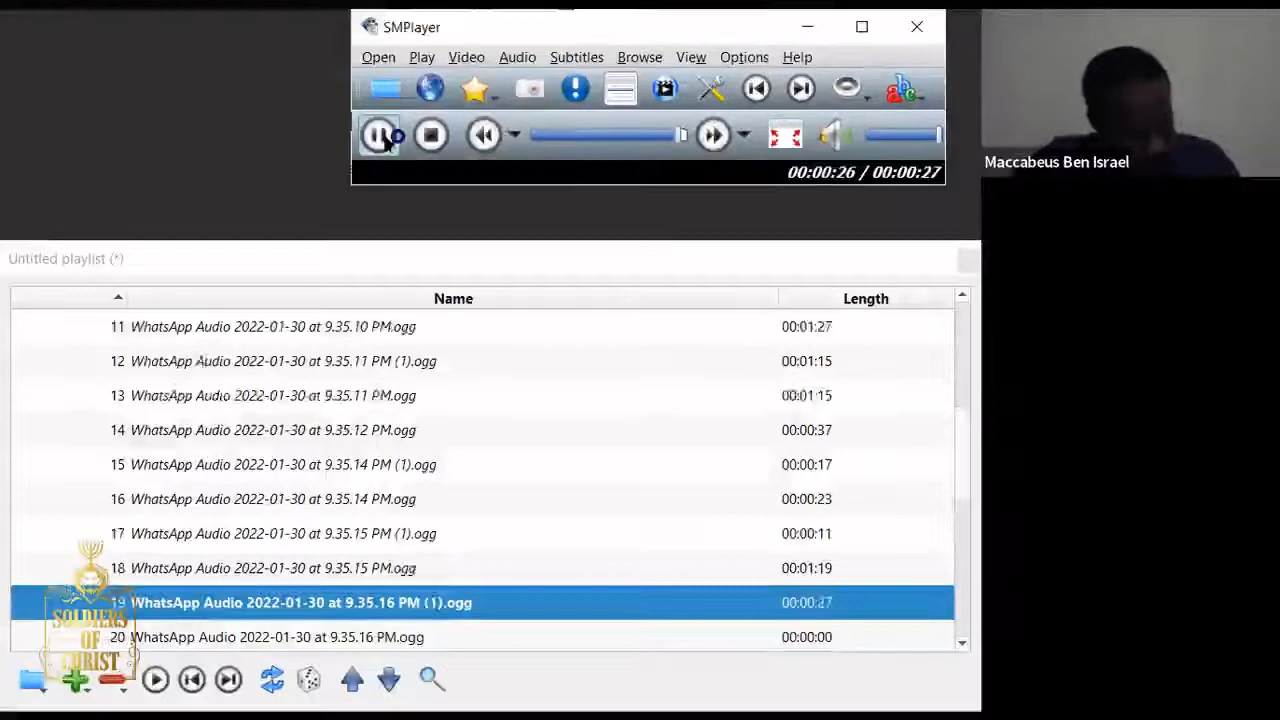 SMPlayer
Open Play Video Audio Subtitles Browse View Options Help
00:00:26 / 00:00:27
Maccabeus Ben Israel
Untitled playlist (*)
Name Length
11 WhatsApp Audio 2022-01-30 at 9.35.10 PM.ogg 00:01:27
12 WhatsApp Audio 2022-01-30 at 9.35.11 PM (1).ogg 00:01:15
13 WhatsApp Audio 2022-01-30 at 9.35.11 PM.ogg 00:01:15
14 WhatsApp Audio 2022-01-30 at 9.35.12 PM.ogg 00:00:37
15 WhatsApp Audio 2022-01-30 at 9.35.14 PM (1).ogg 00:00:17
16 WhatsApp Audio 2022-01-30 at 9.35.14 PM.ogg 00:00:23
17 WhatsApp Audio 2022-01-30 at 9.35.15 PM (1).ogg 00:00:11
18 WhatsApp Audio 2022-01-30 at 9.35.15 PM.ogg 00:01:19
19 WhatsApp Audio 2022-01-30 at 9.35.16 PM (1).ogg 00:00:27
20 WhatsApp Audio 2022-01-30 at 9.35.16 PM.ogg 00:00:00
SOLDIERS
OF
CHRIST